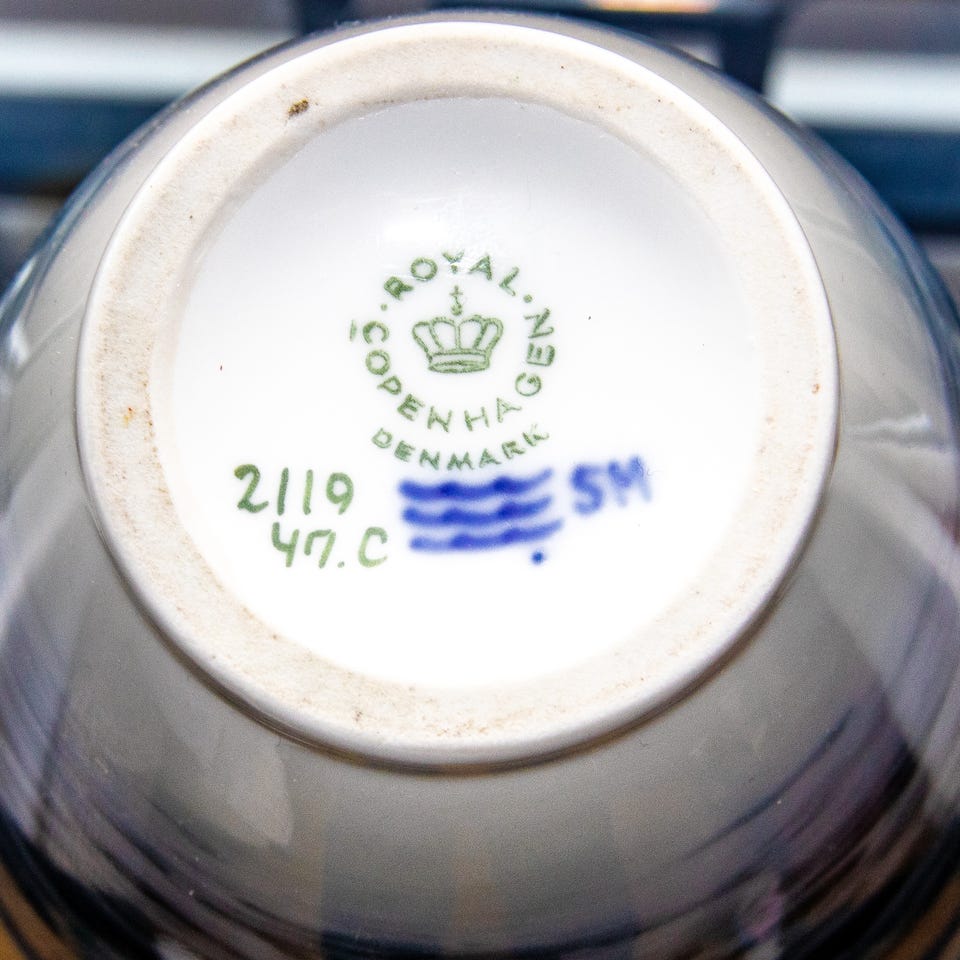 ROYAL
COPENHAGEN
DENMARK
2119
47.C
SM